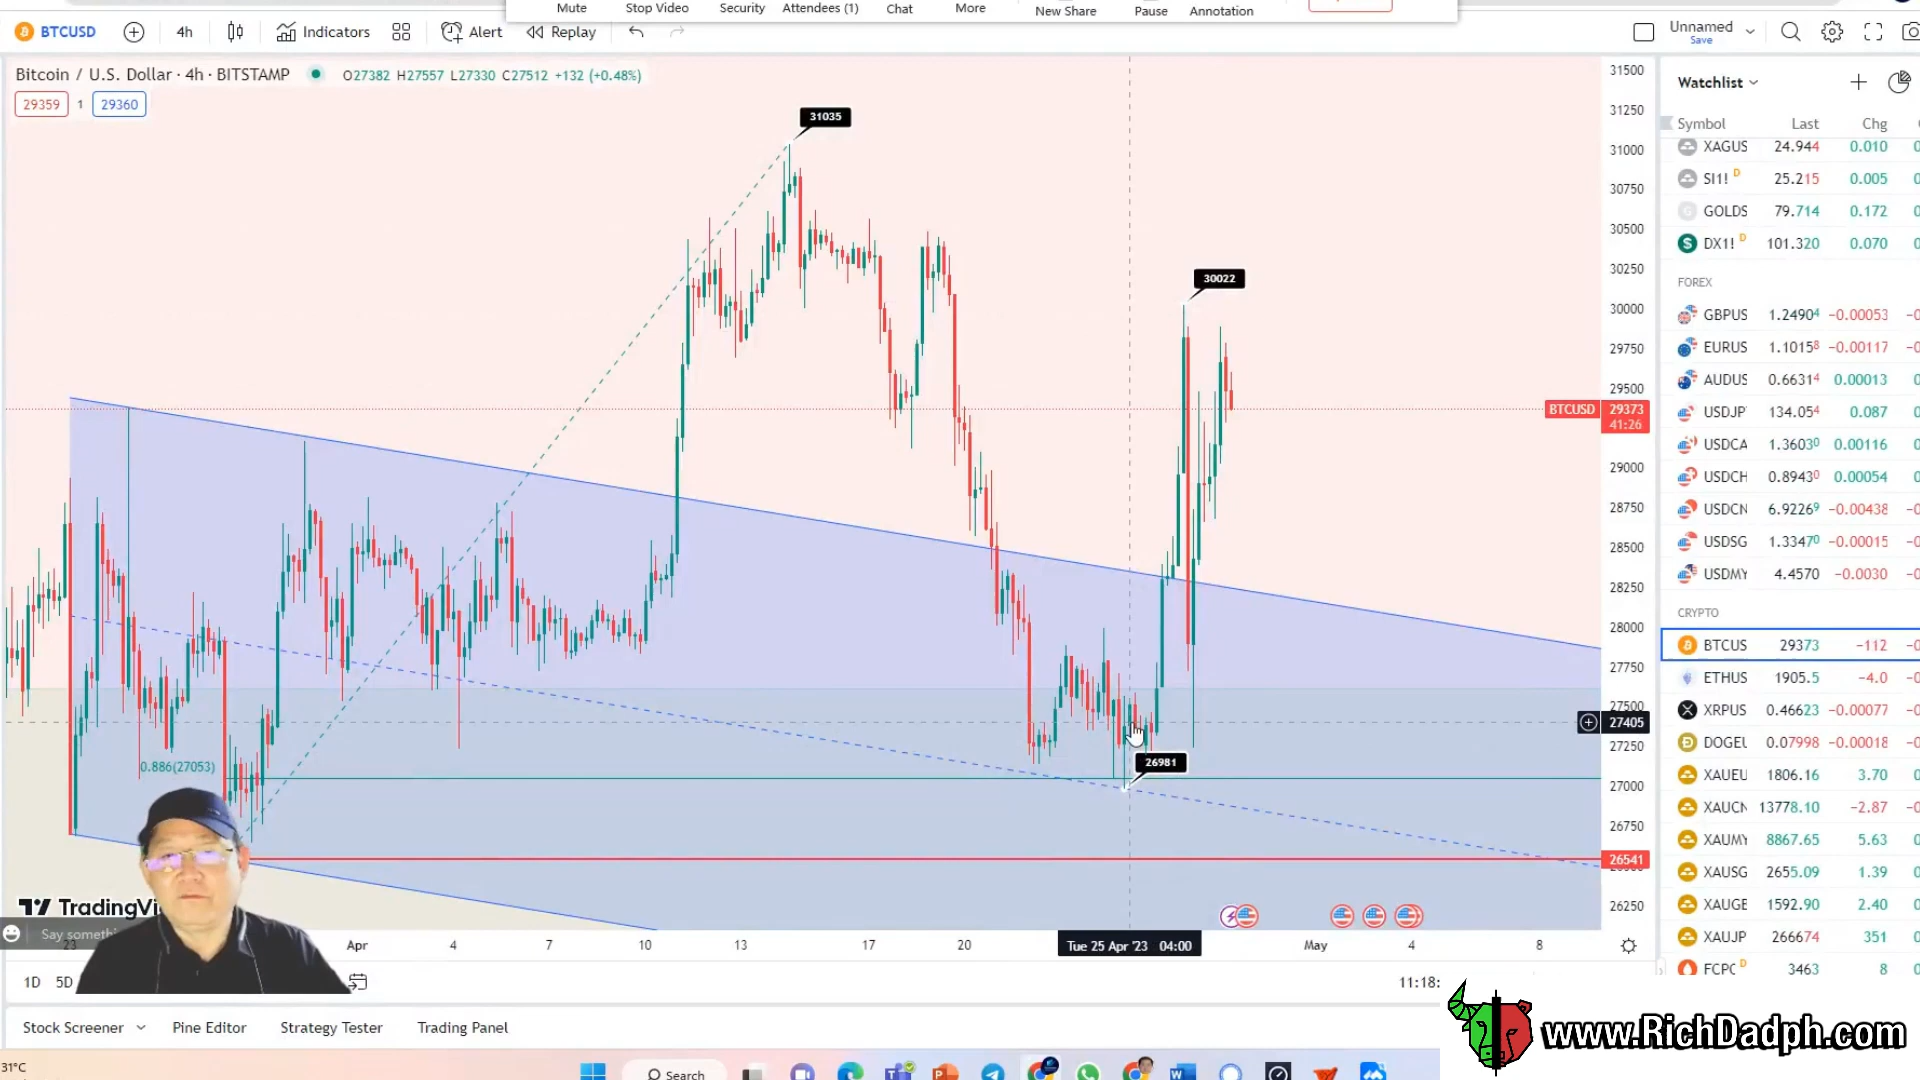 Mute Stop Video Security Attendees (1) Chat More New Share Pause Annotation
BTCUSD 4h Indicators Alert Replay Unnamed
Save
Bitcoin / U.S. Dollar · 4h · BITSTAMP O27382 H27557 L27330 C27512 +132 (+0.48%)
29359 1 29360
31035
30022
26981
0.886(27053)
31500
31250
31000
30750
30500
30250
30000
29750
29500
BTCUSD 29373
41:26
29000
28750
28500
28250
28000
27750
27500
27405
27250
27000
26750
26541
26250
TradingVi
Say someth
23 Apr 4 7 10 13 17 20 Tue 25 Apr '23 04:00 May 4 8
1D 5D 11:18:
Stock Screener Pine Editor Strategy Tester Trading Panel
Watchlist
Symbol Last Chg
XAGUS 24.944 0.010
SI1! D 25.215 0.005
GOLDS 79.714 0.172
DX1! D 101.320 0.070
FOREX
GBPUS 1.24904 −0.00053
EURUS 1.10158 −0.00117
AUDUS 0.66314 0.00013
USDJP 134.054 0.087
USDCA 1.36030 0.00116
USDCH 0.89430 0.00054
USDCN 6.92269 −0.00438
USDSG 1.33470 −0.00015
USDMY 4.4570 −0.0030
CRYPTO
BTCUS 29373 −112
ETHUS 1905.5 −4.0
XRPUS 0.46623 −0.00077
DOGEU 0.07998 −0.00018
XAUEU 1806.16 3.70
XAUCN 13778.10 −2.87
XAUMY 8867.65 5.63
XAUSG 2655.09 1.39
XAUGE 1592.90 2.40
XAUJP 266674 351
FCPC D 3463 8
www.RichDadph.com
31°C
Search